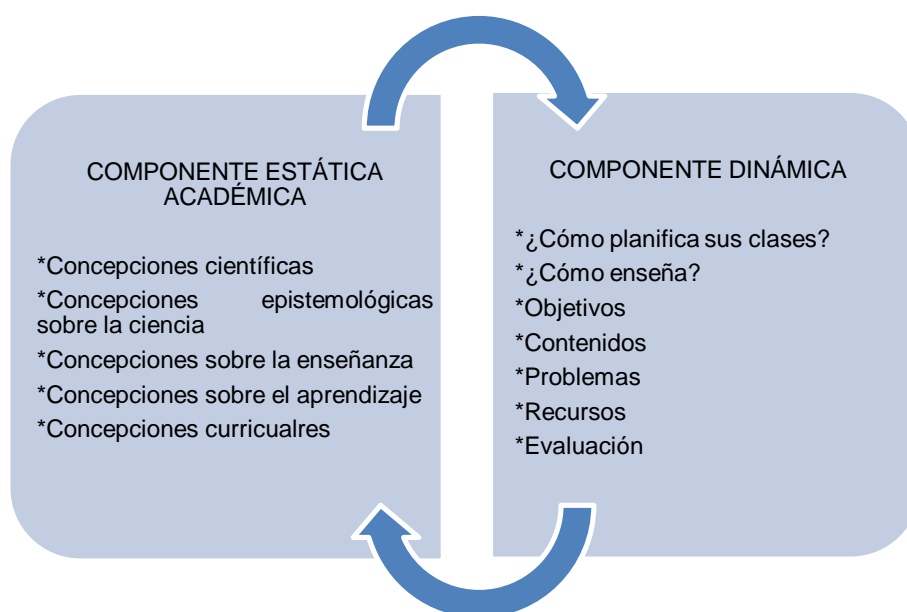 COMPONENTE ESTÁTICA
ACADÉMICA
*Concepciones científicas
*Concepciones epistemológicas
sobre la ciencia
*Concepciones sobre la enseñanza
*Concepciones sobre el aprendizaje
*Concepciones curricualres
COMPONENTE DINÁMICA
*¿Cómo planifica sus clases?
*¿Cómo enseña?
*Objetivos
*Contenidos
*Problemas
*Recursos
*Evaluación